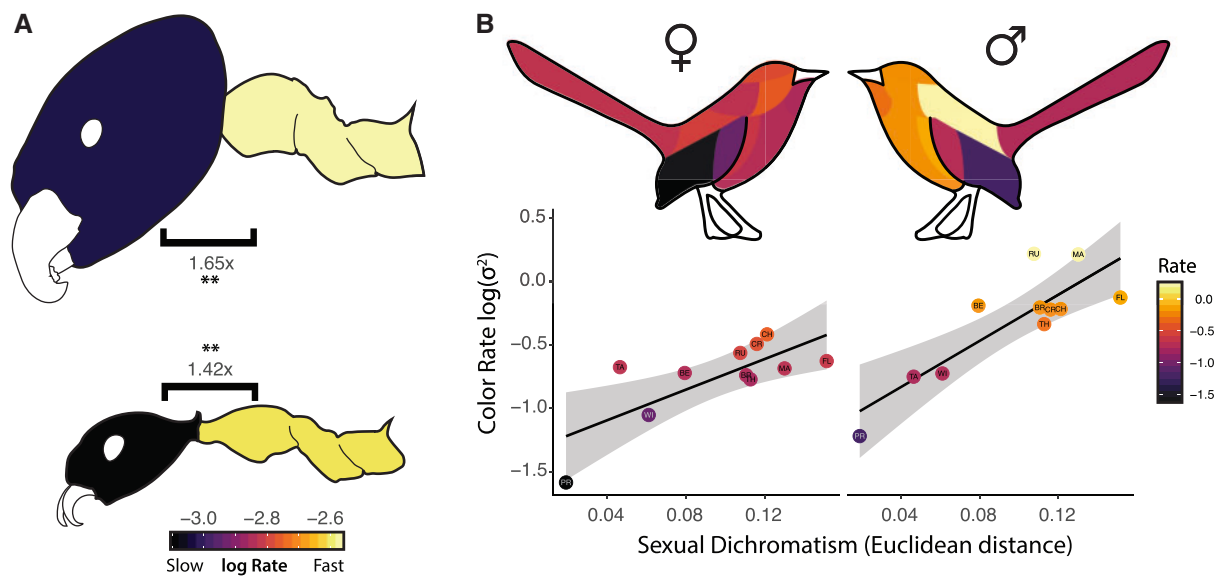 A
1.65x
**
**
1.42x
−3.0 −2.8 −2.6
Slow log Rate Fast
B
♀ ♂
Color Rate log(σ²)
0.5
0.0
−0.5
−1.0
−1.5
TA
BE
RU
CR
CH
BR
TH
MA
FL
WI
PR
0.04 0.08 0.12
RU
MA
BE
BR
CR
CH
FL
TH
TA
WI
PR
0.04 0.08 0.12
Sexual Dichromatism (Euclidean distance)
Rate
0.0
−0.5
−1.0
−1.5